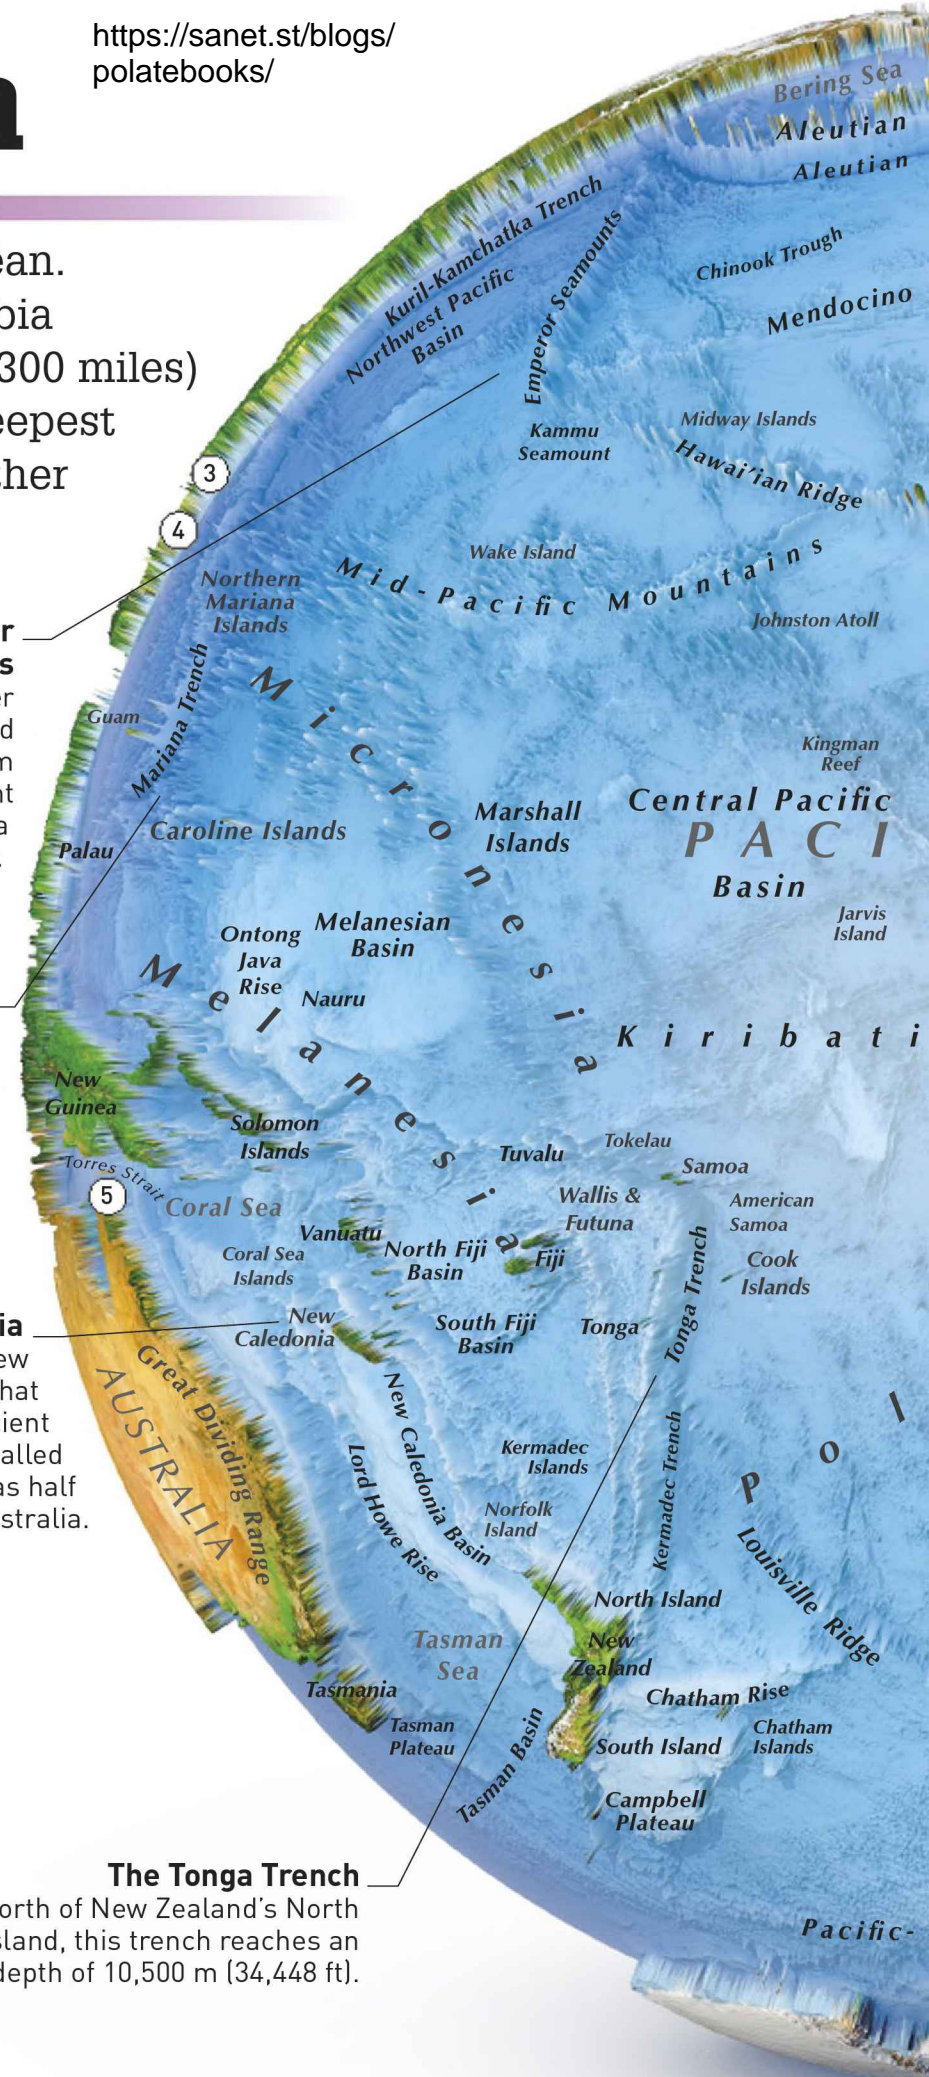 https://sanet.st/blogs/
polatebooks/
n
ean.
bia
300 miles)
eepest
her
3
4
r
s
er
d
m
nt
a
5
ia
ew
hat
ient
alled
as half
stralia.
Bering Sea
Aleutian
Aleutian
Kuril-Kamchatka Trench
Northwest Pacific
Basin
Emperor Seamounts
Chinook Trough
Mendocino
Kammu
Seamount
Midway Islands
Hawai'ian Ridge
Wake Island
Mid-Pacific Mountains
Northern
Mariana
Islands
Johnston Atoll
Mariana Trench
Micronesia
Guam
Kingman
Reef
Central Pacific
PACI
Basin
Marshall
Islands
Caroline Islands
Palau
Jarvis
Island
Melanesian
Basin
Ontong
Java
Rise
Nauru
Melanesia
Kiribati
New
Guinea
Solomon
Islands
Torres Strait
Tuvalu
Tokelau
Samoa
Coral Sea
Wallis &
Futuna
American
Samoa
Vanuatu
North Fiji
Basin
Fiji
Coral Sea
Islands
Cook
Islands
Tonga Trench
New
Caledonia
South Fiji
Basin
Tonga
Great Dividing Range
AUSTRALIA
New Caledonia Basin
Lord Howe Rise
Kermadec
Islands
Kermadec Trench
Pol
Norfolk
Island
Louisville Ridge
North Island
Tasman
Sea
New
Zealand
Tasmania
Chatham Rise
Tasman
Plateau
Tasman Basin
South Island
Chatham
Islands
Campbell
Plateau
Pacific-
The Tonga Trench
orth of New Zealand's North
sland, this trench reaches an
depth of 10,500 m (34,448 ft).